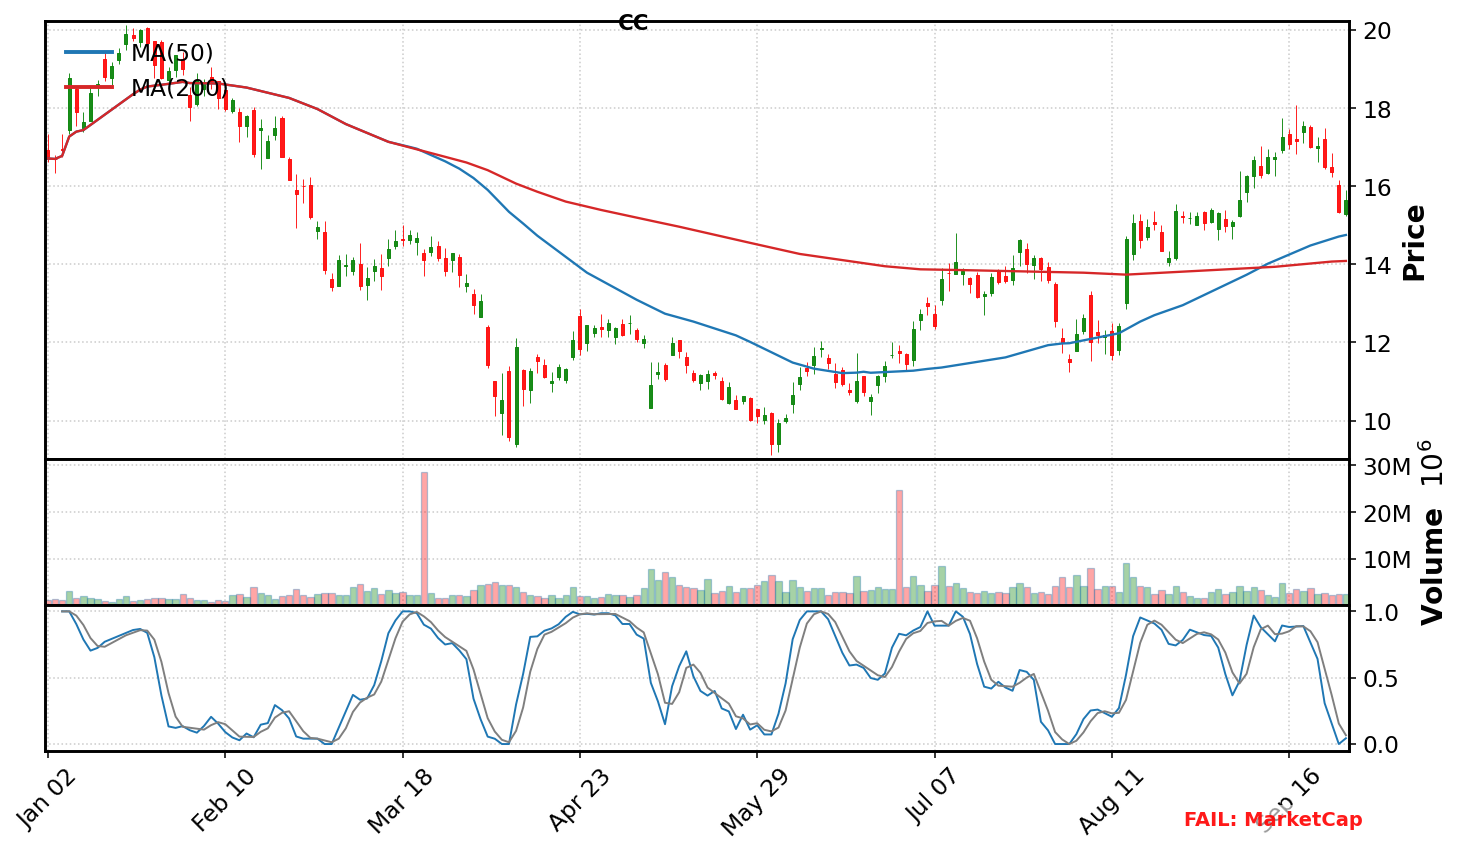 CC
MA(50)
MA(200)
20
18
16
14
12
10
Price
30M
20M
10M
Volume 10^6
1.0
0.5
0.0
Jan 02
Feb 10
Mar 18
Apr 23
May 29
Jul 07
Aug 11
Sep 16
FAIL: MarketCap